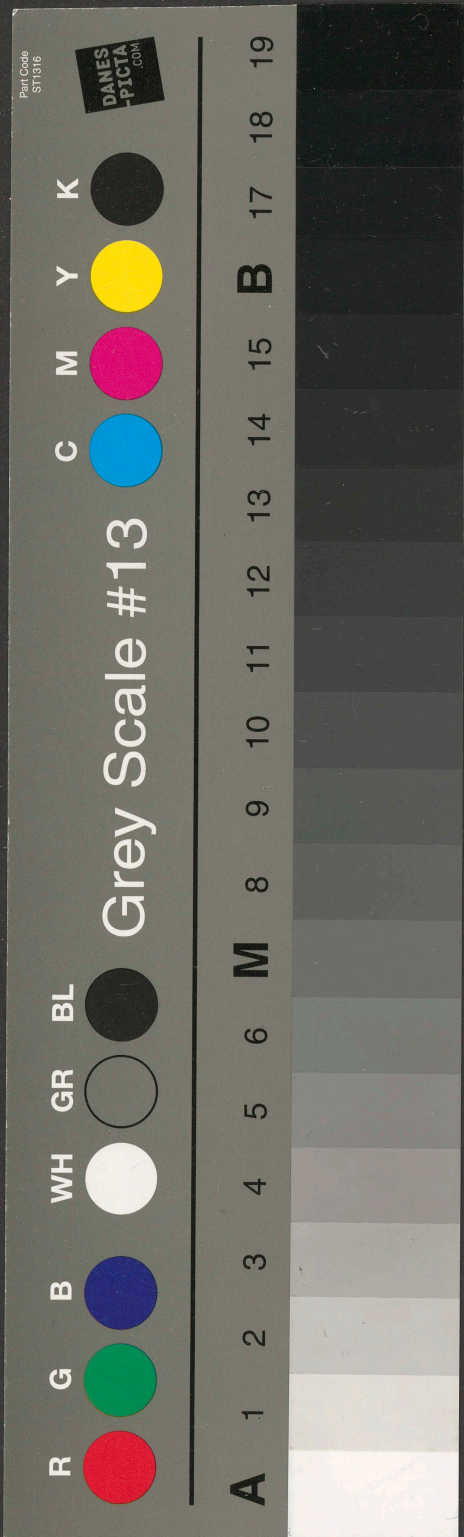 Part Code
ST1316
DANES
-PICTA
.COM
R G B WH GR BL Grey Scale #13 C M Y K
A 1 2 3 4 5 6 M 8 9 10 11 12 13 14 15 B 17 18 19